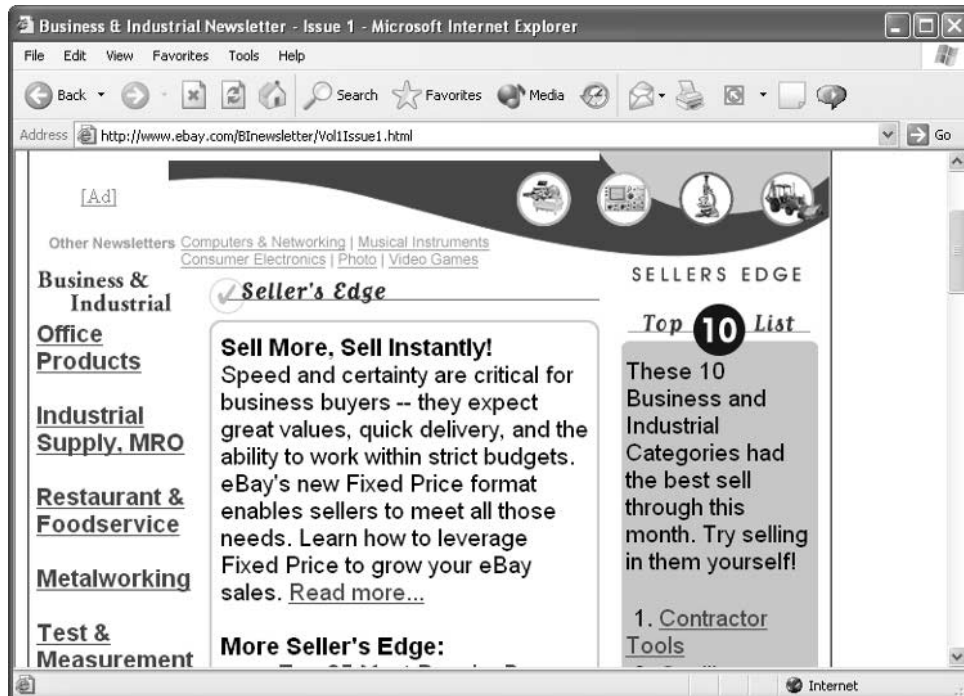 Business & Industrial Newsletter - Issue 1 - Microsoft Internet Explorer
File Edit View Favorites Tools Help
Back Search Favorites Media
Address http://www.ebay.com/BInewsletter/Vol1Issue1.html Go
[Ad]
Other Newsletters Computers & Networking | Musical Instruments
Consumer Electronics | Photo | Video Games
Business &
Industrial
Office
Products
Industrial
Supply, MRO
Restaurant &
Foodservice
Metalworking
Test &
Measurement
Seller's Edge
Sell More, Sell Instantly!
Speed and certainty are critical for
business buyers -- they expect
great values, quick delivery, and the
ability to work within strict budgets.
eBay's new Fixed Price format
enables sellers to meet all those
needs. Learn how to leverage
Fixed Price to grow your eBay
sales. Read more...
More Seller's Edge:
SELLERS EDGE
Top 10 List
These 10
Business and
Industrial
Categories had
the best sell
through this
month. Try selling
in them yourself!
1. Contractor
Tools
Internet